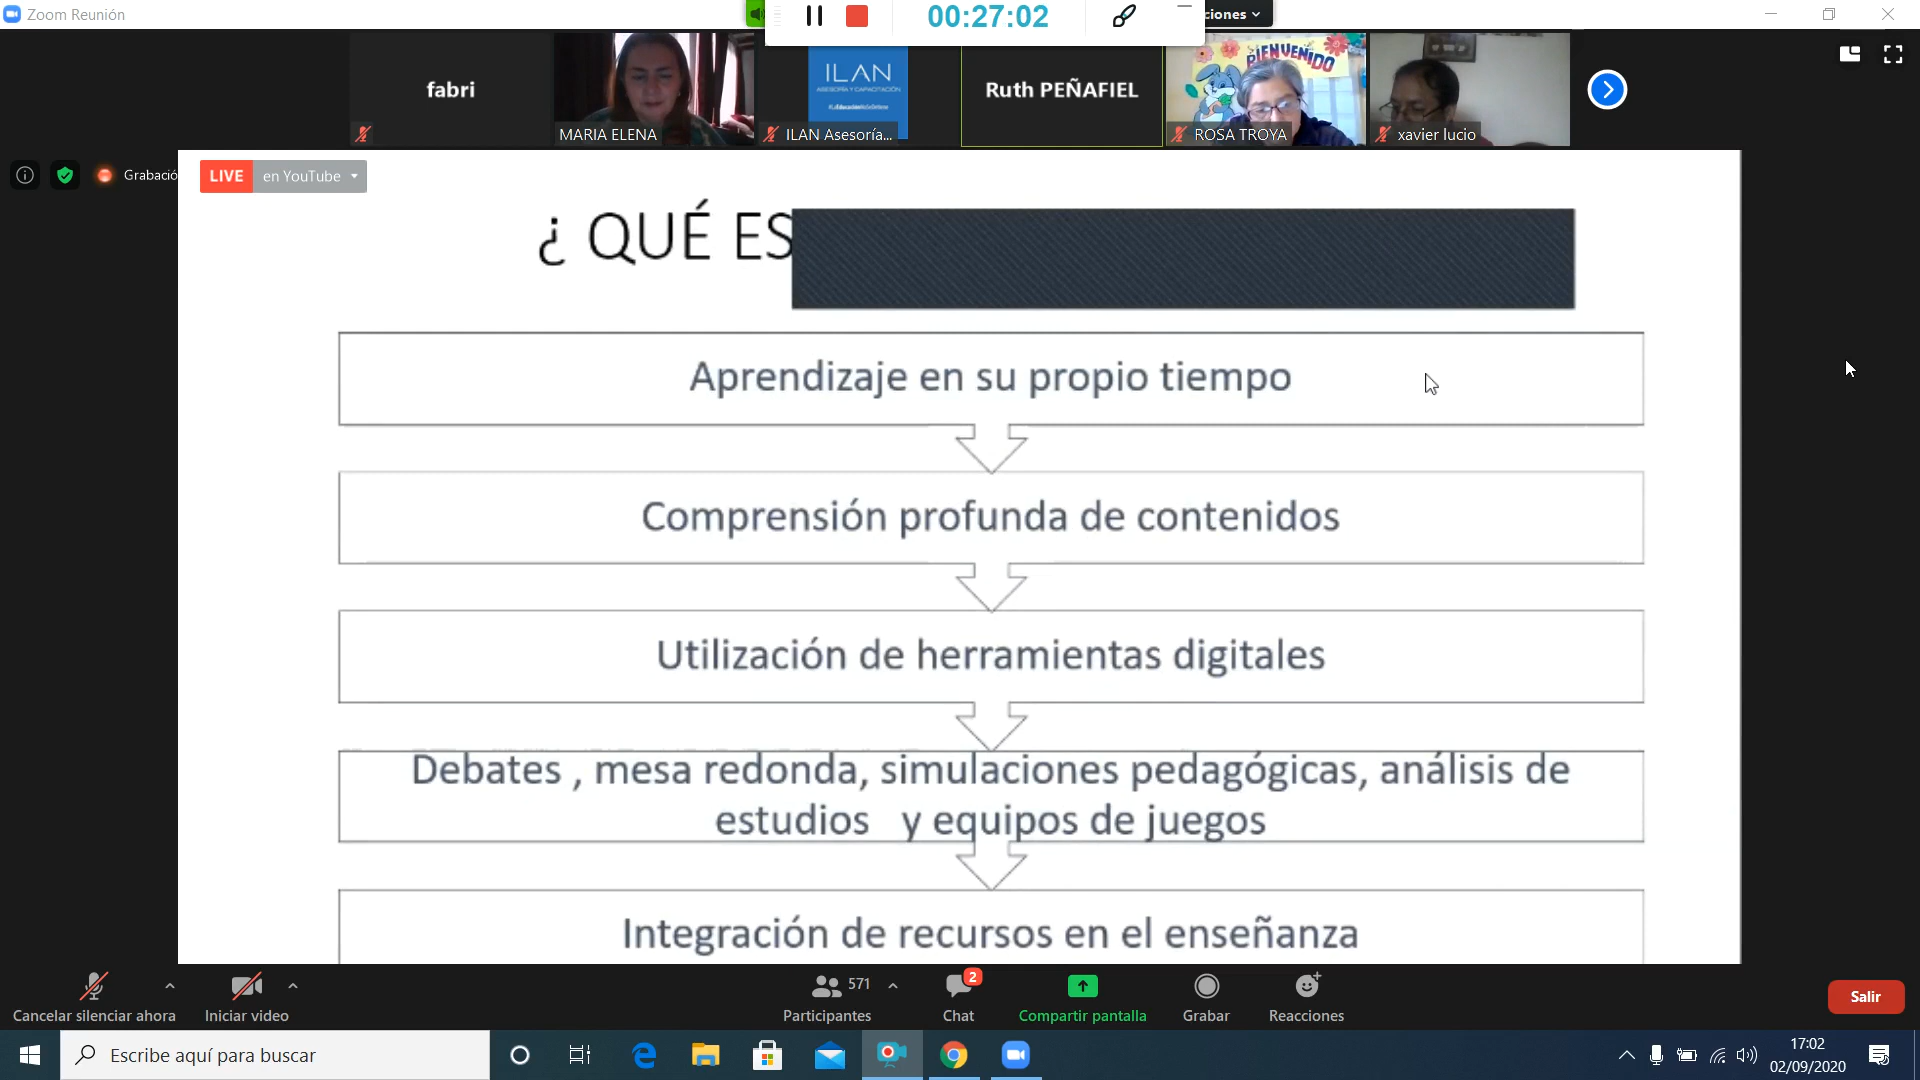 Zoom Reunión
00:27:02
ciones
fabri
MARIA ELENA
ILAN
ASESORÍA Y CAPACITACIÓN
ILAN Asesoría...
Ruth PEÑAFIEL
BIENVENIDO
ROSA TROYA
xavier lucio
Grabació
LIVE en YouTube
¿ QUÉ ES
Aprendizaje en su propio tiempo
Comprensión profunda de contenidos
Utilización de herramientas digitales
Debates , mesa redonda, simulaciones pedagógicas, análisis de
estudios y equipos de juegos
Integración de recursos en el enseñanza
Cancelar silenciar ahora
Iniciar video
571
Participantes
2
Chat
Compartir pantalla
Grabar
Reacciones
Salir
Escribe aquí para buscar
17:02
02/09/2020